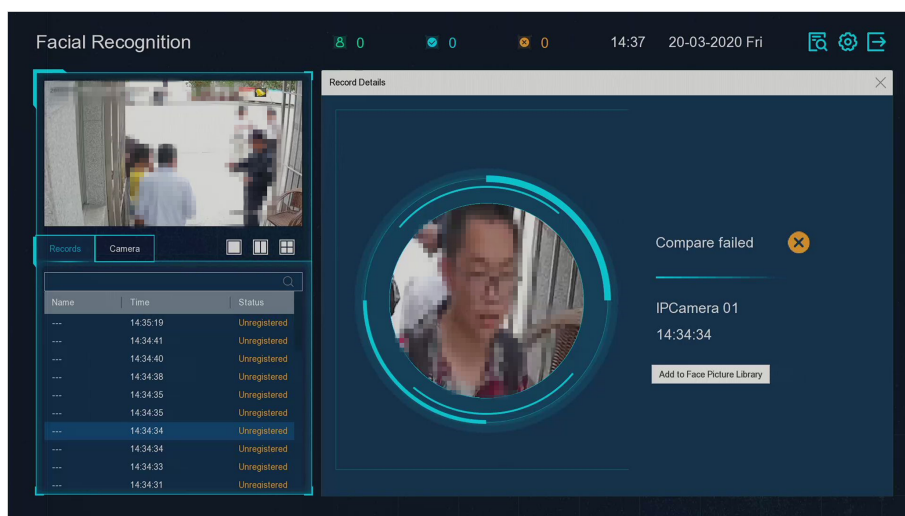 Facial Recognition
0
0
0
14:37 20-03-2020 Fri
Record Details
Records Camera
Name Time Status
--- 14:35:19 Unregistered
--- 14:34:41 Unregistered
--- 14:34:40 Unregistered
--- 14:34:38 Unregistered
--- 14:34:35 Unregistered
--- 14:34:35 Unregistered
--- 14:34:34 Unregistered
--- 14:34:34 Unregistered
--- 14:34:33 Unregistered
--- 14:34:31 Unregistered
Compare failed
IPCamera 01
14:34:34
Add to Face Picture Library